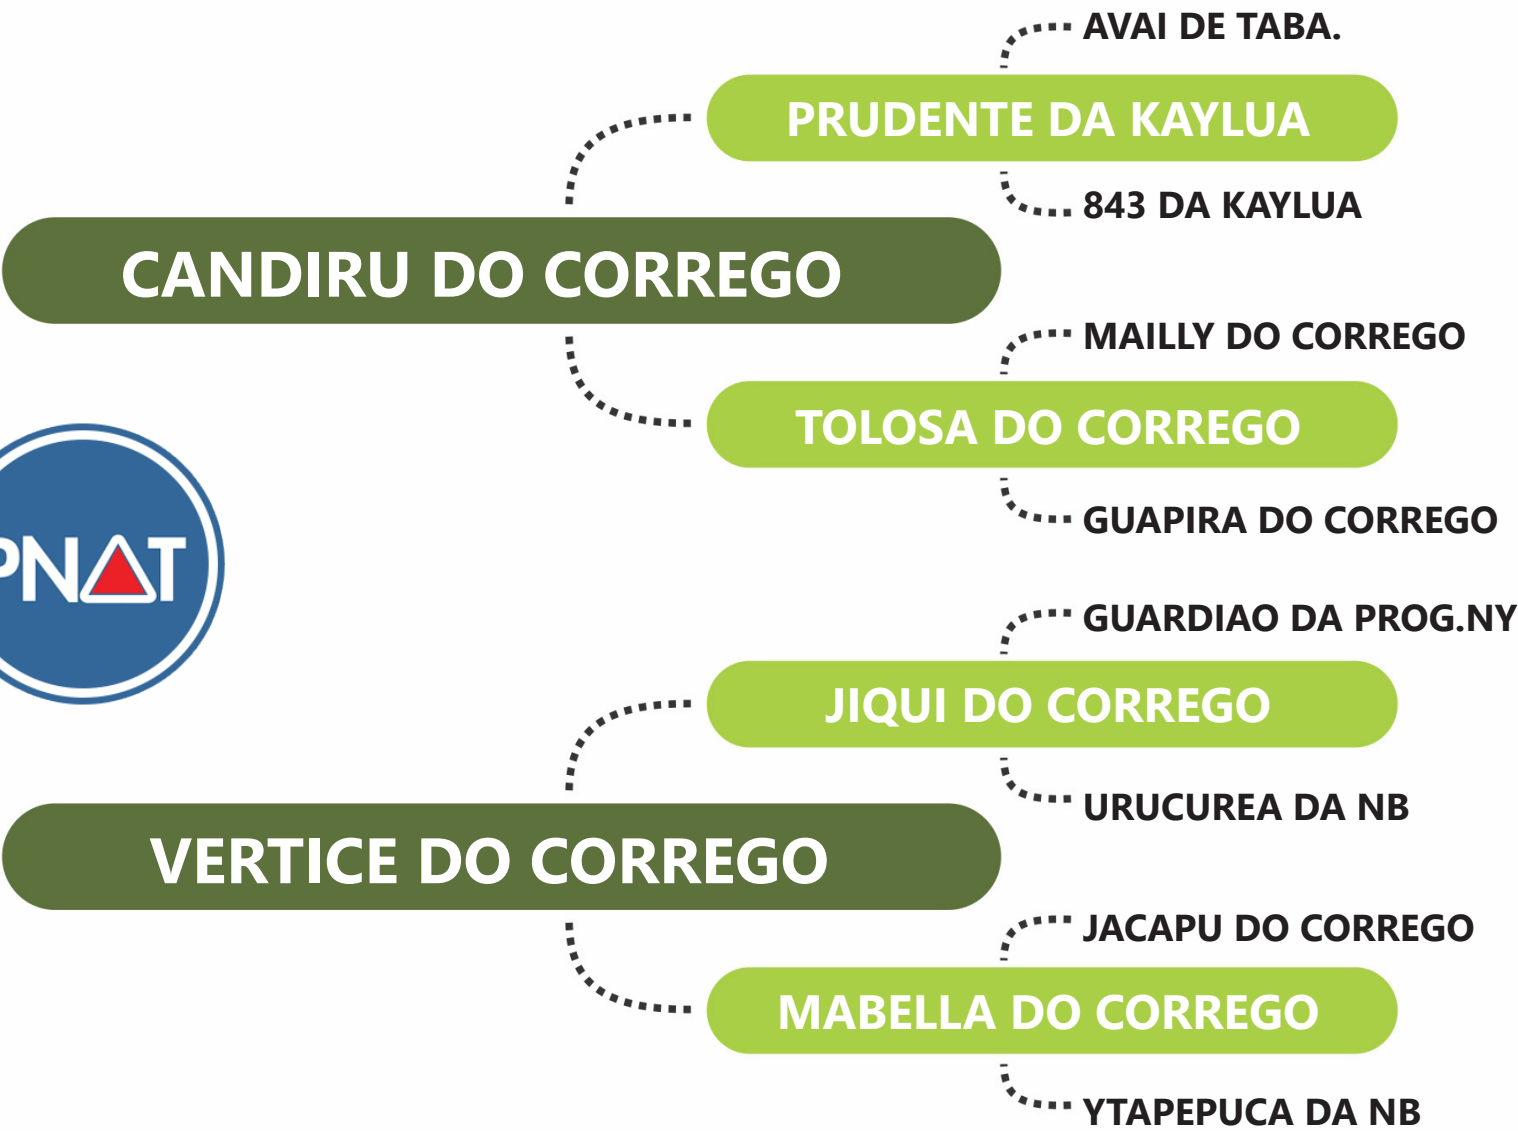 AVAI DE TABA.
PRUDENTE DA KAYLUA
843 DA KAYLUA
CANDIRU DO CORREGO
MAILLY DO CORREGO
TOLOSA DO CORREGO
GUAPIRA DO CORREGO
PNAT
GUARDIAO DA PROG.NY
JIQUI DO CORREGO
URUCUREA DA NB
VERTICE DO CORREGO
JACAPU DO CORREGO
MABELLA DO CORREGO
YTAPEPUCA DA NB